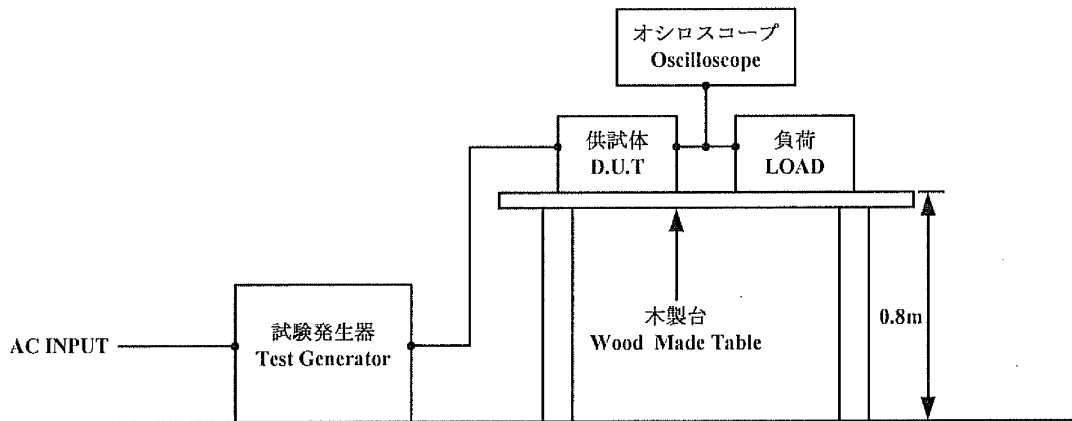 オシロスコープ
Oscilloscope
供試体
D.U.T
負荷
LOAD
試験発生器
Test Generator
AC INPUT
木製台
Wood Made Table
0.8m